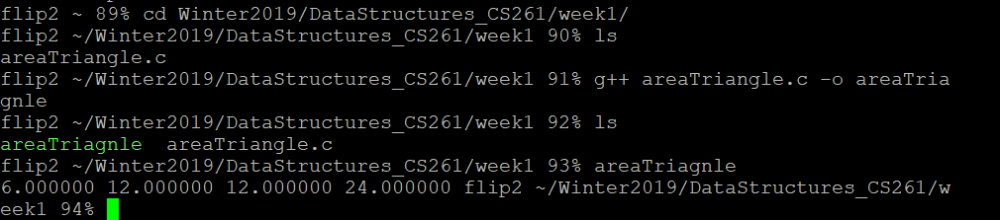 flip2 ~ 89% cd Winter2019/DataStructures_CS261/week1/
flip2 ~/Winter2019/DataStructures_CS261/week1 90% ls
areaTriangle.c
flip2 ~/Winter2019/DataStructures_CS261/week1 91% g++ areaTriangle.c -o areaTria
gnle
flip2 ~/Winter2019/DataStructures_CS261/week1 92% ls
areaTriagnle  areaTriangle.c
flip2 ~/Winter2019/DataStructures_CS261/week1 93% areaTriagnle
6.000000 12.000000 12.000000 24.000000 flip2 ~/Winter2019/DataStructures_CS261/w
eek1 94%